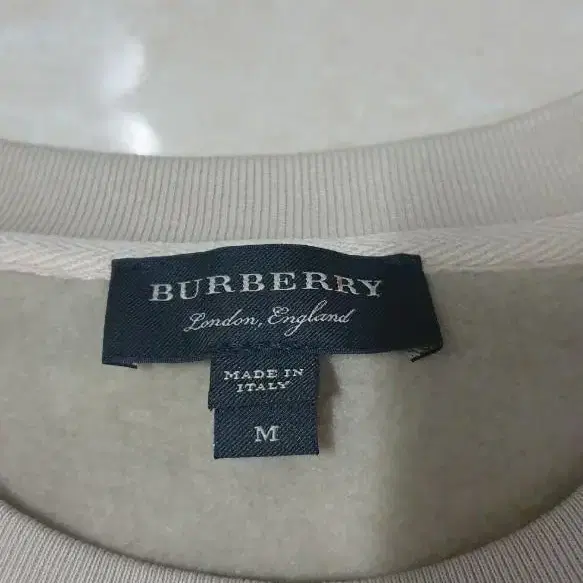 BURBERRY
London, England
MADE IN
ITALY
M